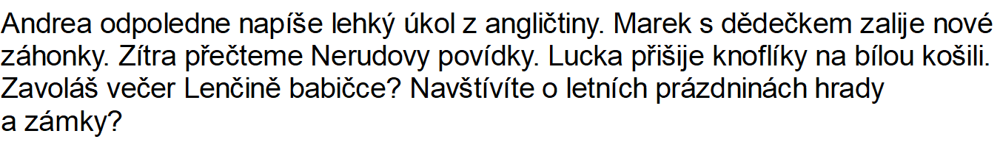 Andrea odpoledne napíše lehký úkol z angličtiny. Marek s dědečkem zalije nové
záhonky. Zítra přečteme Nerudovy povídky. Lucka přišije knoflíky na bílou košili.
Zavoláš večer Lenčině babičce? Navštívíte o letních prázdninách hrady
a zámky?